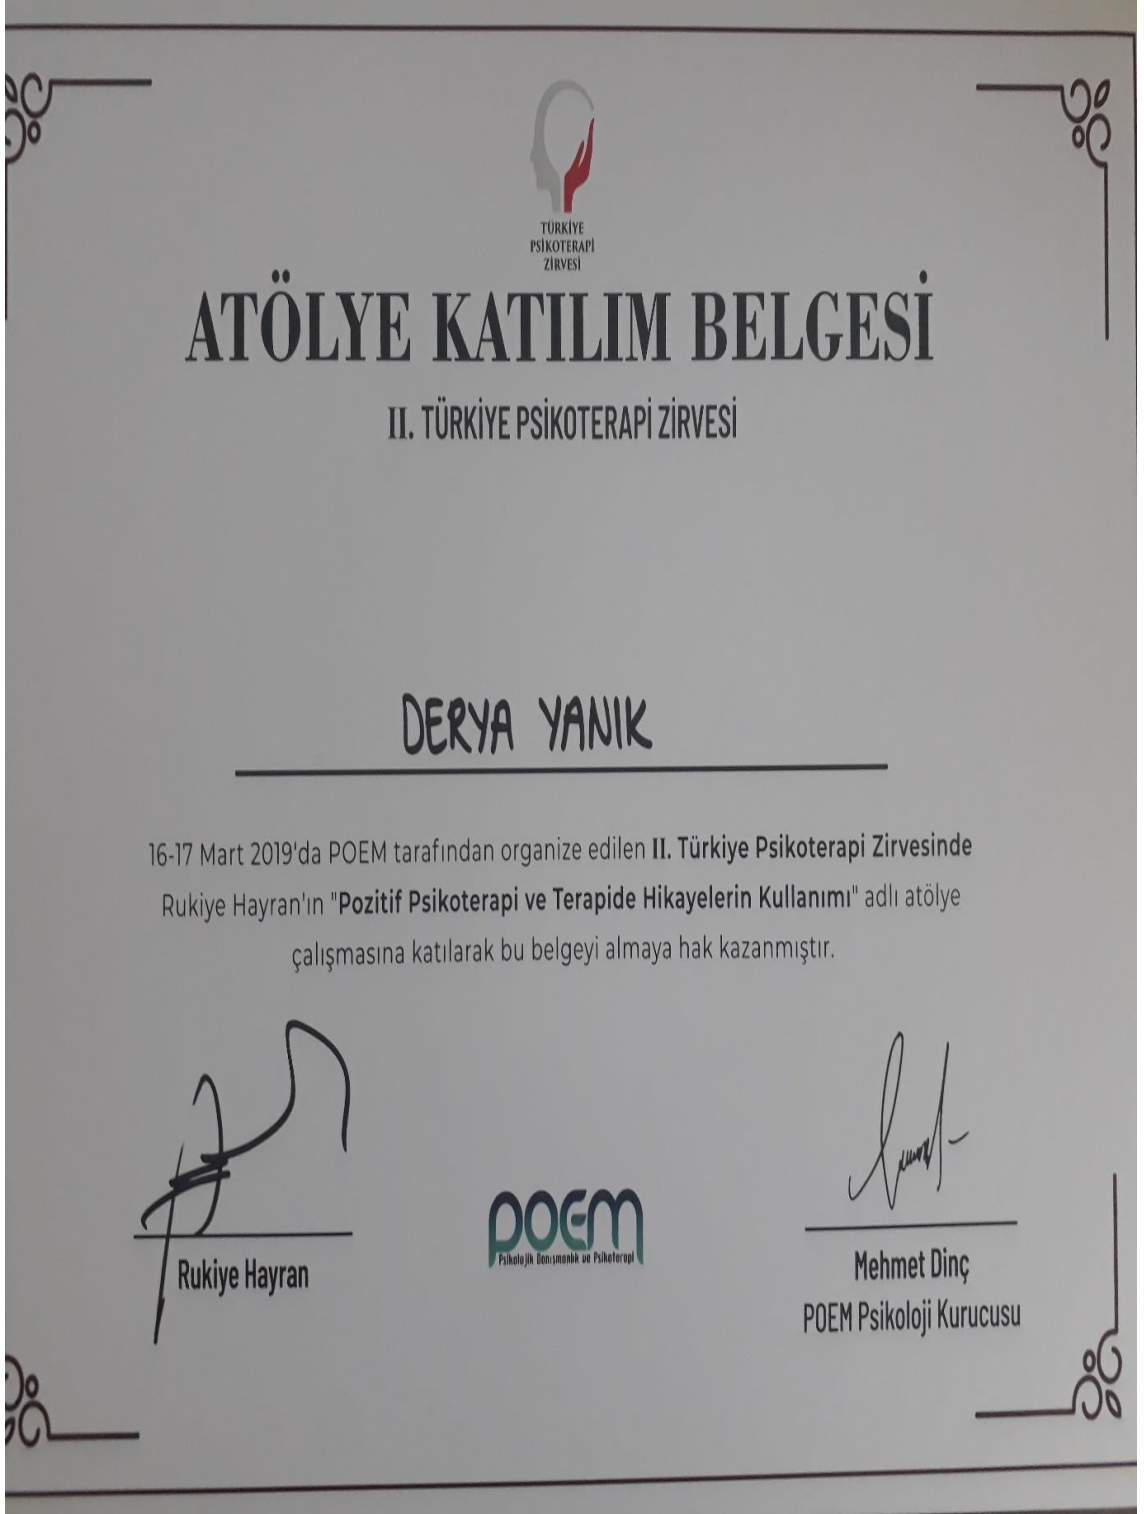 TÜRKİYE
PSİKOTERAPİ
ZİRVESİ
ATÖLYE KATILIM BELGESİ
II. TÜRKİYE PSİKOTERAPİ ZİRVESİ
DERYA YANIK
16-17 Mart 2019'da POEM tarafından organize edilen II. Türkiye Psikoterapi Zirvesinde
Rukiye Hayran'ın "Pozitif Psikoterapi ve Terapide Hikayelerin Kullanımı" adlı atölye
çalışmasına katılarak bu belgeyi almaya hak kazanmıştır.
Rukiye Hayran
POEM
Psikolojik Danışmanlık ve Psikoterapi
Mehmet Dinç
POEM Psikoloji Kurucusu